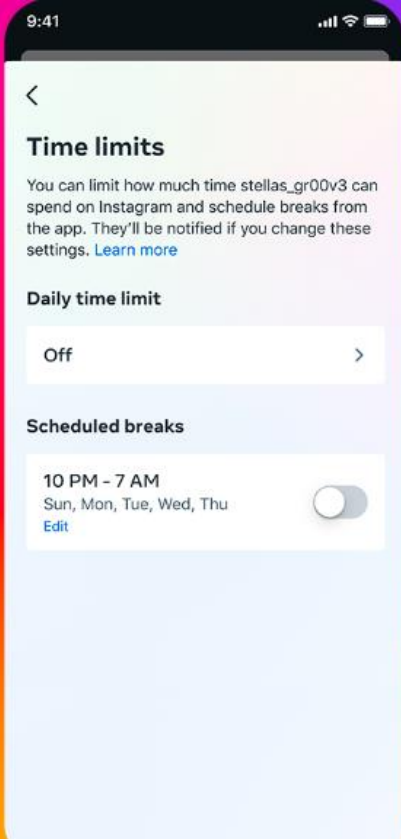 9:41
Time limits
You can limit how much time stellas_gr00v3 can
spend on Instagram and schedule breaks from
the app. They'll be notified if you change these
settings. Learn more
Daily time limit
Off
Scheduled breaks
10 PM - 7 AM
Sun, Mon, Tue, Wed, Thu
Edit